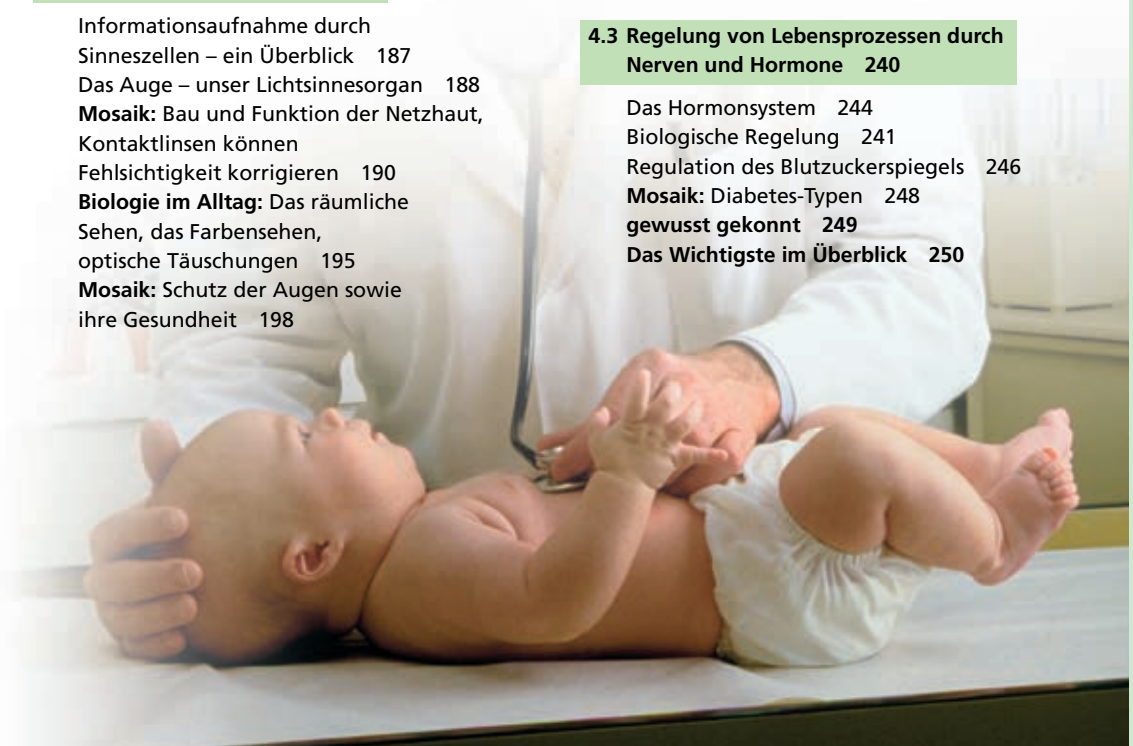 Informationsaufnahme durch
Sinneszellen – ein Überblick 187
Das Auge – unser Lichtsinnesorgan 188
Mosaik: Bau und Funktion der Netzhaut,
Kontaktlinsen können
Fehlsichtigkeit korrigieren 190
Biologie im Alltag: Das räumliche
Sehen, das Farbensehen,
optische Täuschungen 195
Mosaik: Schutz der Augen sowie
ihre Gesundheit 198
4.3 Regelung von Lebensprozessen durch
Nerven und Hormone 240
Das Hormonsystem 244
Biologische Regelung 241
Regulation des Blutzuckerspiegels 246
Mosaik: Diabetes-Typen 248
gewusst gekonnt 249
Das Wichtigste im Überblick 250